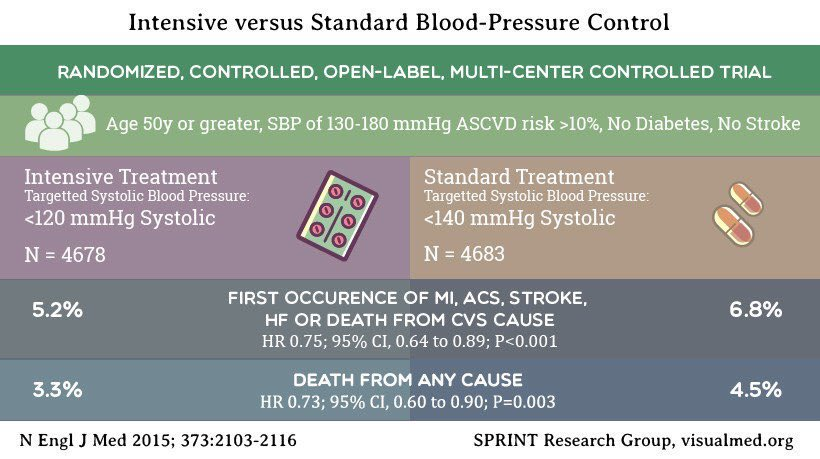 Intensive versus Standard Blood-Pressure Control
RANDOMIZED, CONTROLLED, OPEN-LABEL, MULTI-CENTER CONTROLLED TRIAL
Age 50y or greater, SBP of 130-180 mmHg ASCVD risk >10%, No Diabetes, No Stroke
Intensive Treatment
Targetted Systolic Blood Pressure:
<120 mmHg Systolic
N = 4678
Standard Treatment
Targetted Systolic Blood Pressure:
<140 mmHg Systolic
N = 4683
5.2%
FIRST OCCURENCE OF MI, ACS, STROKE,
HF OR DEATH FROM CVS CAUSE
HR 0.75; 95% CI, 0.64 to 0.89; P<0.001
6.8%
3.3%
DEATH FROM ANY CAUSE
HR 0.73; 95% CI, 0.60 to 0.90; P=0.003
4.5%
N Engl J Med 2015; 373:2103-2116
SPRINT Research Group, visualmed.org